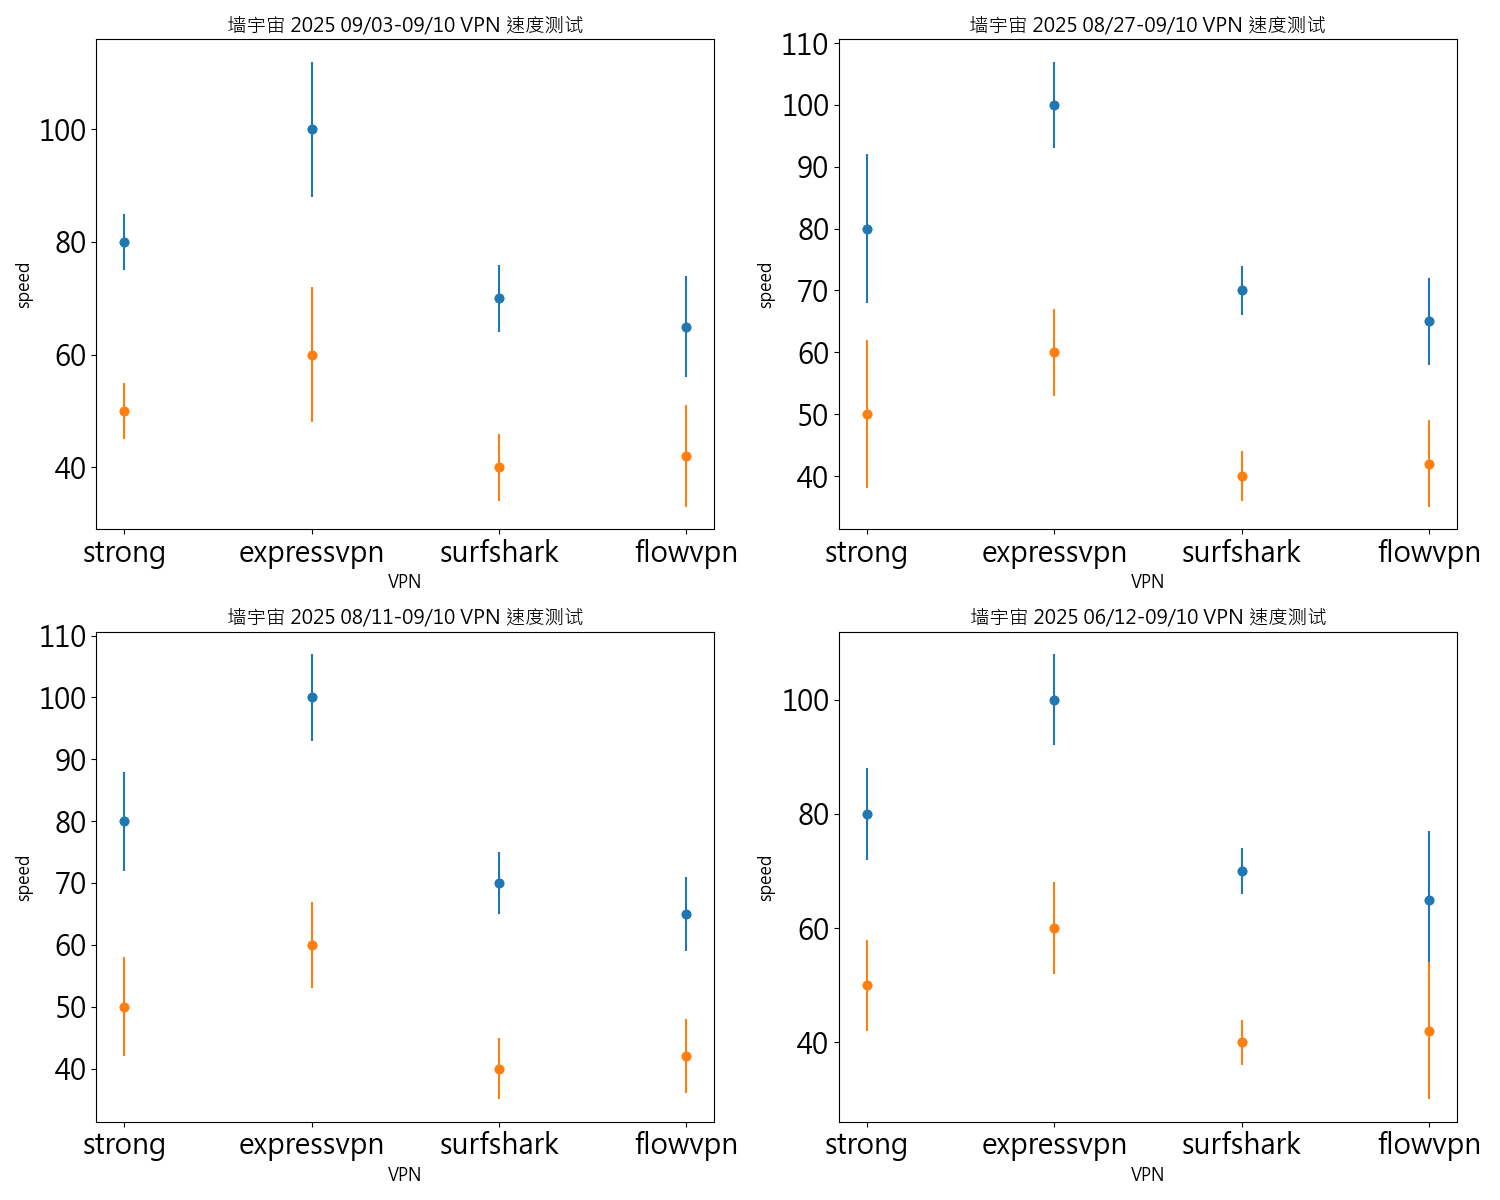 墙宇宙 2025 09/03-09/10 VPN 速度测试
100
80
60
40
speed
strong expressvpn surfshark flowvpn
VPN
墙宇宙 2025 08/27-09/10 VPN 速度测试
110
100
90
80
70
60
50
40
speed
strong expressvpn surfshark flowvpn
VPN
墙宇宙 2025 08/11-09/10 VPN 速度测试
110
100
90
80
70
60
50
40
speed
strong expressvpn surfshark flowvpn
VPN
墙宇宙 2025 06/12-09/10 VPN 速度测试
100
80
60
40
speed
strong expressvpn surfshark flowvpn
VPN